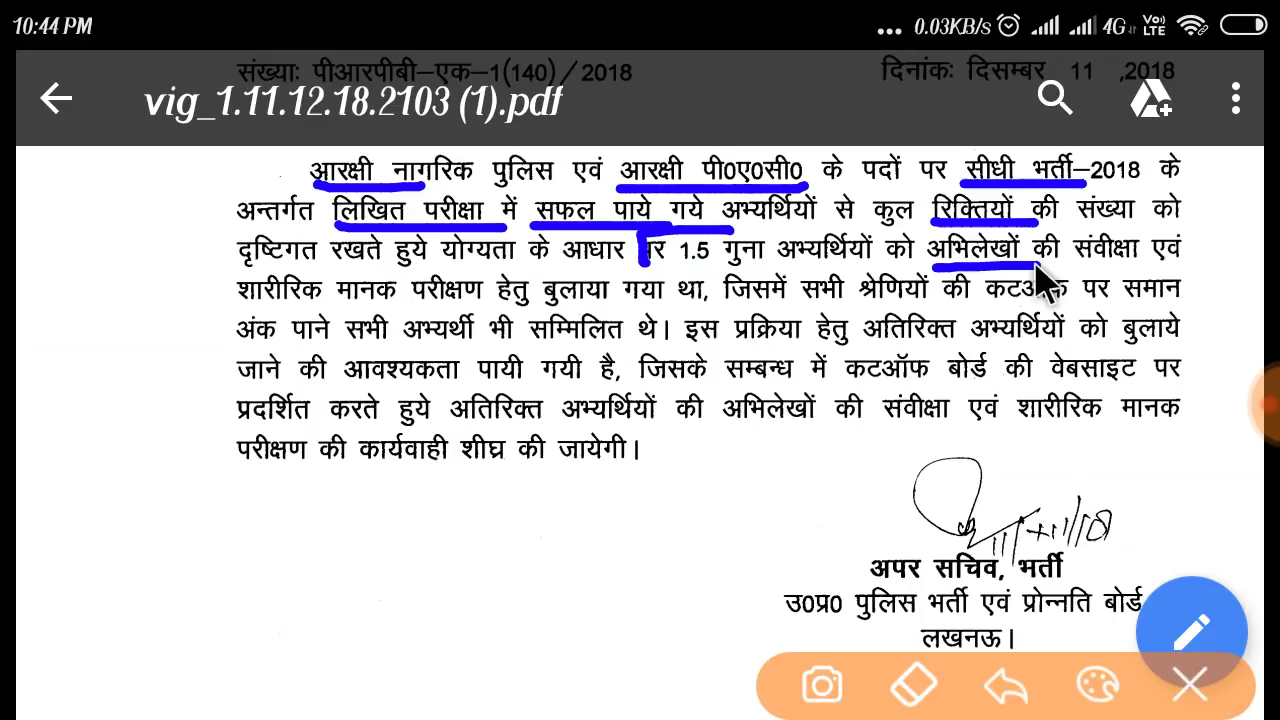 10:44 PM
0.03KB/s 4G Vo) LTE
संख्याः पीआरपीबी–एक–1(140)/2018 दिनांकः दिसम्बर 11 ,2018
vig_1.11.12.18.2103 (1).pdf
आरक्षी नागरिक पुलिस एवं आरक्षी पी0ए0सी0 के पदों पर सीधी भर्ती–2018 के
अन्तर्गत लिखित परीक्षा में सफल पाये गये अभ्यर्थियों से कुल रिक्तियों की संख्या को
दृष्टिगत रखते हुये योग्यता के आधार पर 1.5 गुना अभ्यर्थियों को अभिलेखों की संवीक्षा एवं
शारीरिक मानक परीक्षण हेतु बुलाया गया था, जिसमें सभी श्रेणियों की कटऑफ पर समान
अंक पाने सभी अभ्यर्थी भी सम्मिलित थे। इस प्रक्रिया हेतु अतिरिक्त अभ्यर्थियों को बुलाये
जाने की आवश्यकता पायी गयी है, जिसके सम्बन्ध में कटऑफ बोर्ड की वेबसाइट पर
प्रदर्शित करते हुये अतिरिक्त अभ्यर्थियों की अभिलेखों की संवीक्षा एवं शारीरिक मानक
परीक्षण की कार्यवाही शीघ्र की जायेगी।
अपर सचिव, भर्ती
उ0प्र0 पुलिस भर्ती एवं प्रोन्नति बोर्ड
लखनऊ।